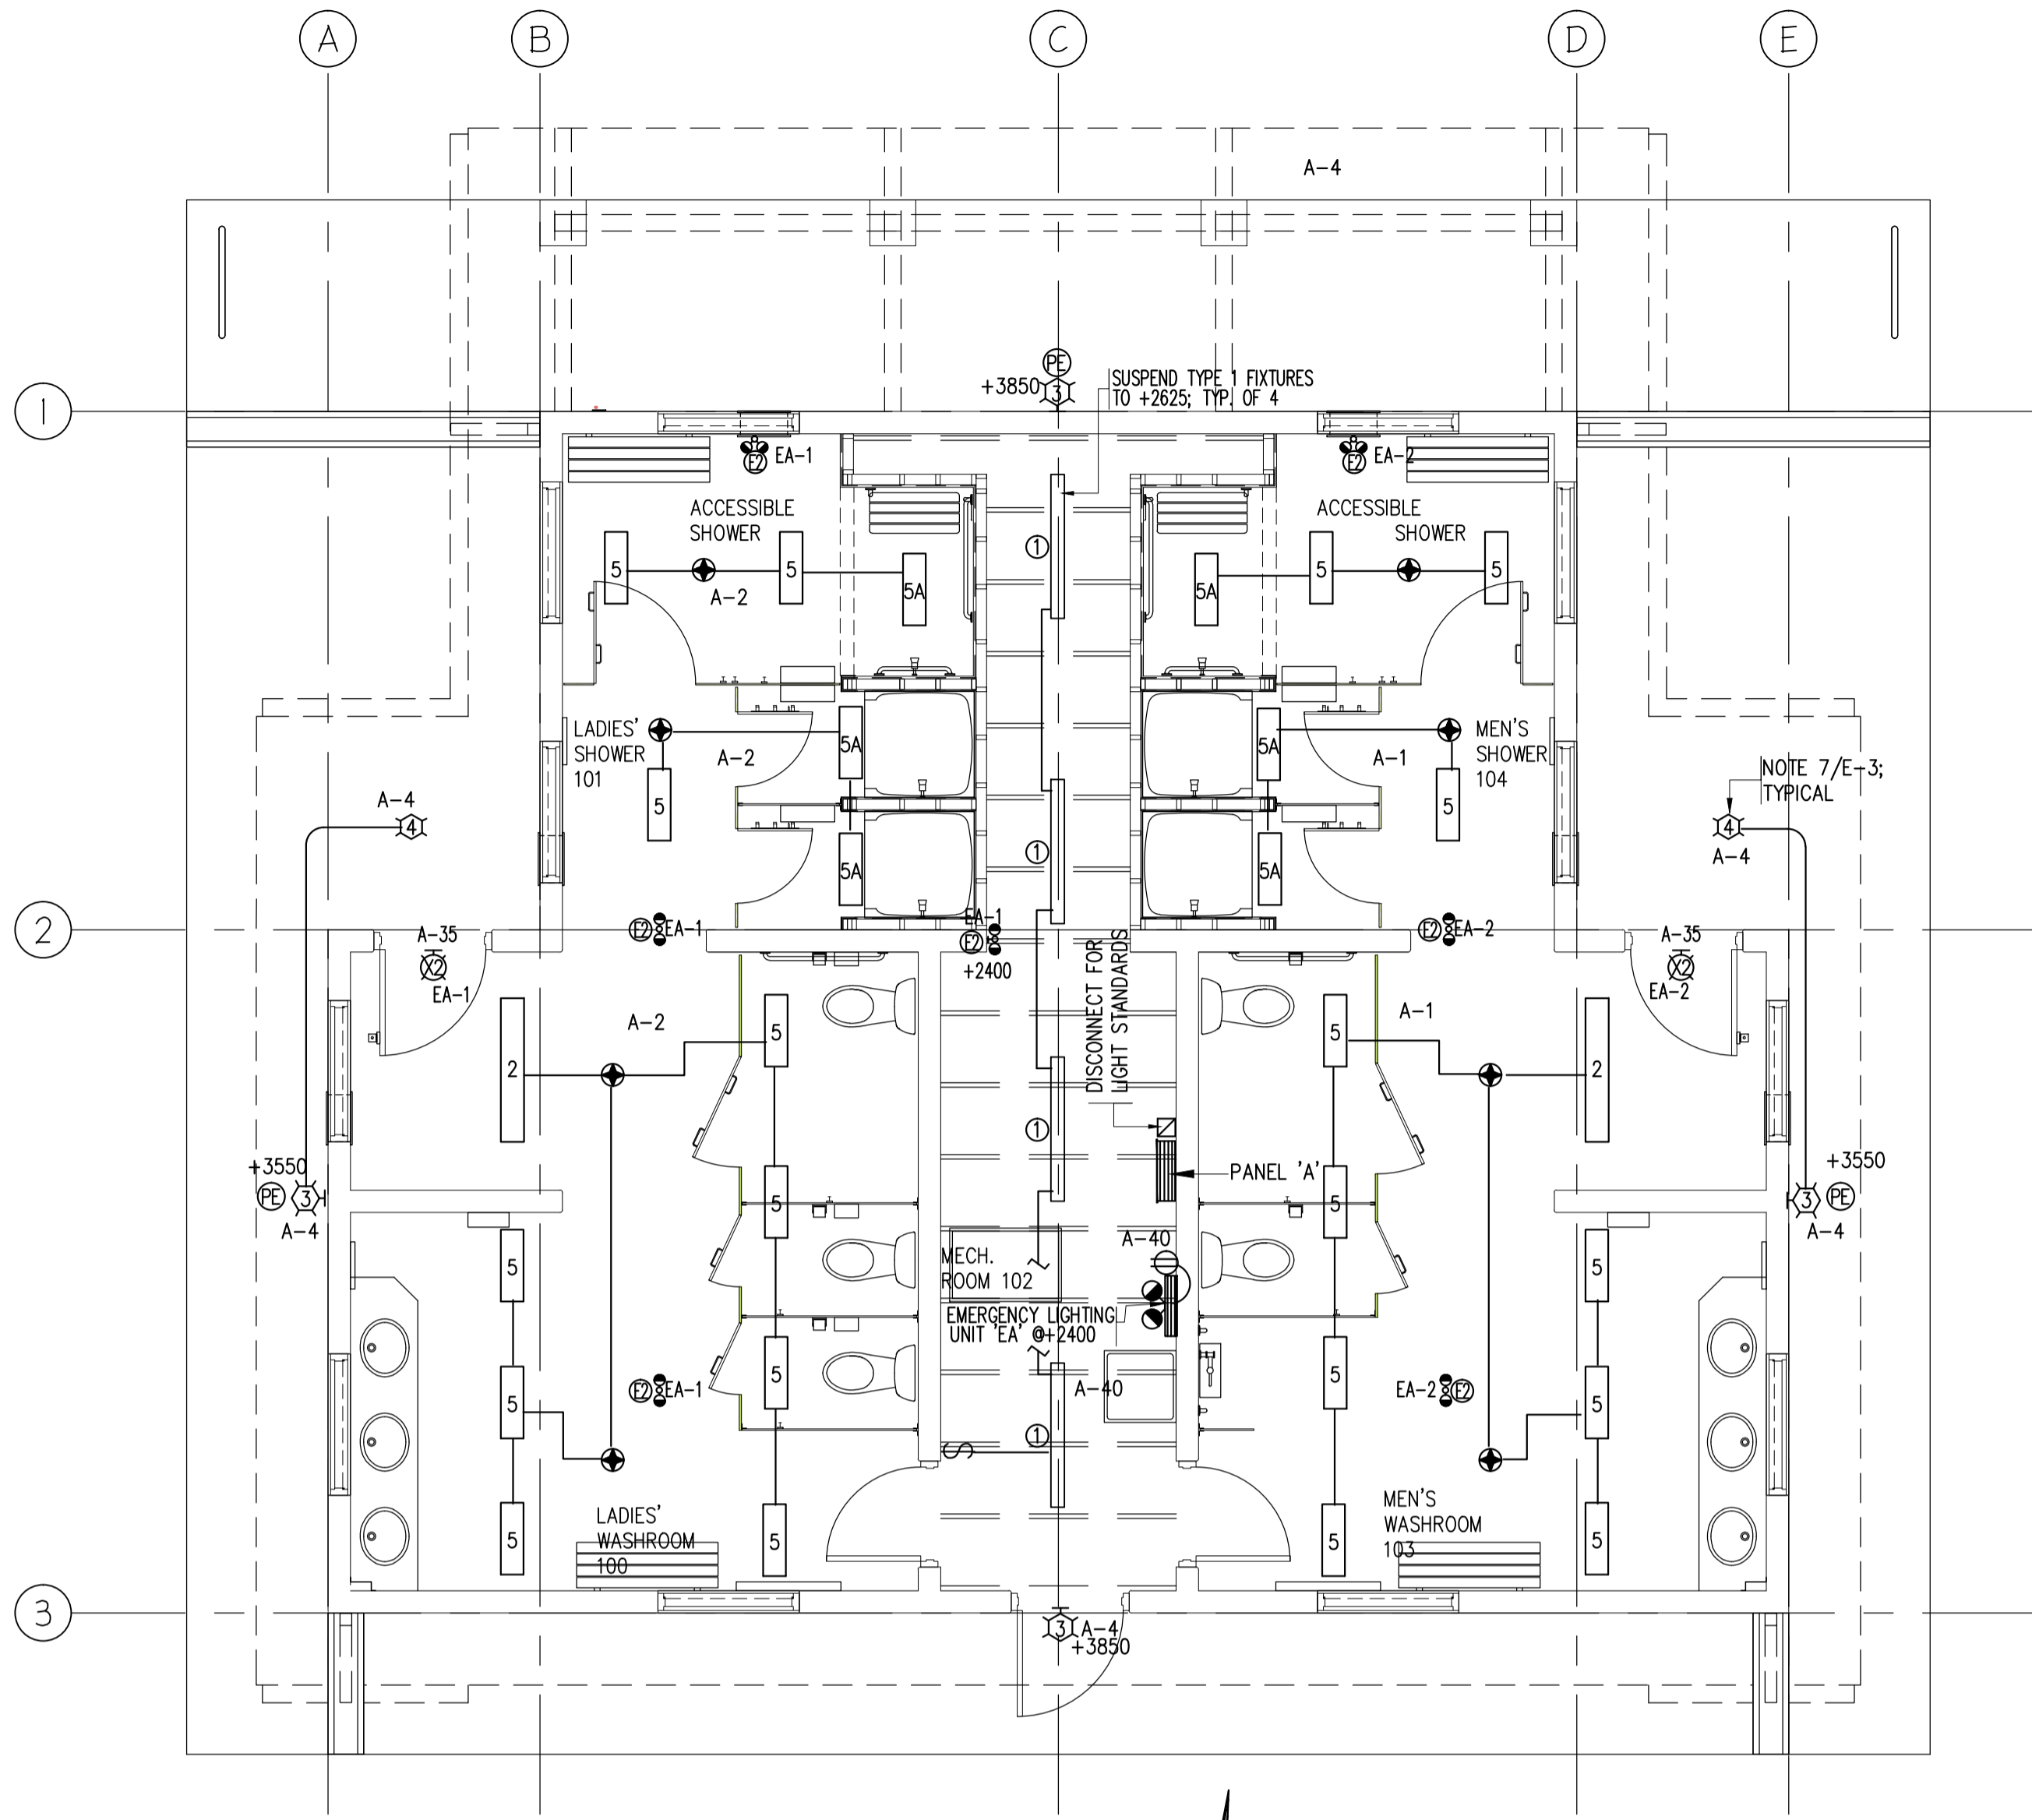 A
B
C
D
E
A-4
PE
+3850
3
SUSPEND TYPE 1 FIXTURES
TO +2625; TYP. OF 4
1
E2
EA-1
E2
EA-2
ACCESSIBLE
SHOWER
ACCESSIBLE
SHOWER
5
5
5A
1
5A
5
5
A-2
LADIES'
SHOWER
101
A-2
5A
5
5A
A-1
MEN'S
SHOWER
104
5
NOTE 7/E-3;
TYPICAL
A-4
4
4
A-4
5A
1
5A
2
A-35
X2
EA-1
E2
EA-1
EA-1
E2
+2400
E2
EA-2
A-35
X2
EA-2
DISCONNECT FOR
LIGHT STANDARDS
A-2
5
2
5
A-1
2
1
+3550
PE
3
A-4
5
PANEL 'A'
5
+3550
3
PE
A-4
5
MECH.
ROOM 102
A-40
5
EMERGENCY LIGHTING
UNIT 'EA' @+2400
5
E2
EA-1
5
A-40
5
EA-2
E2
5
1
S
LADIES'
WASHROOM
100
5
5
5
MEN'S
WASHROOM
103
5
3
3
A-4
+3850